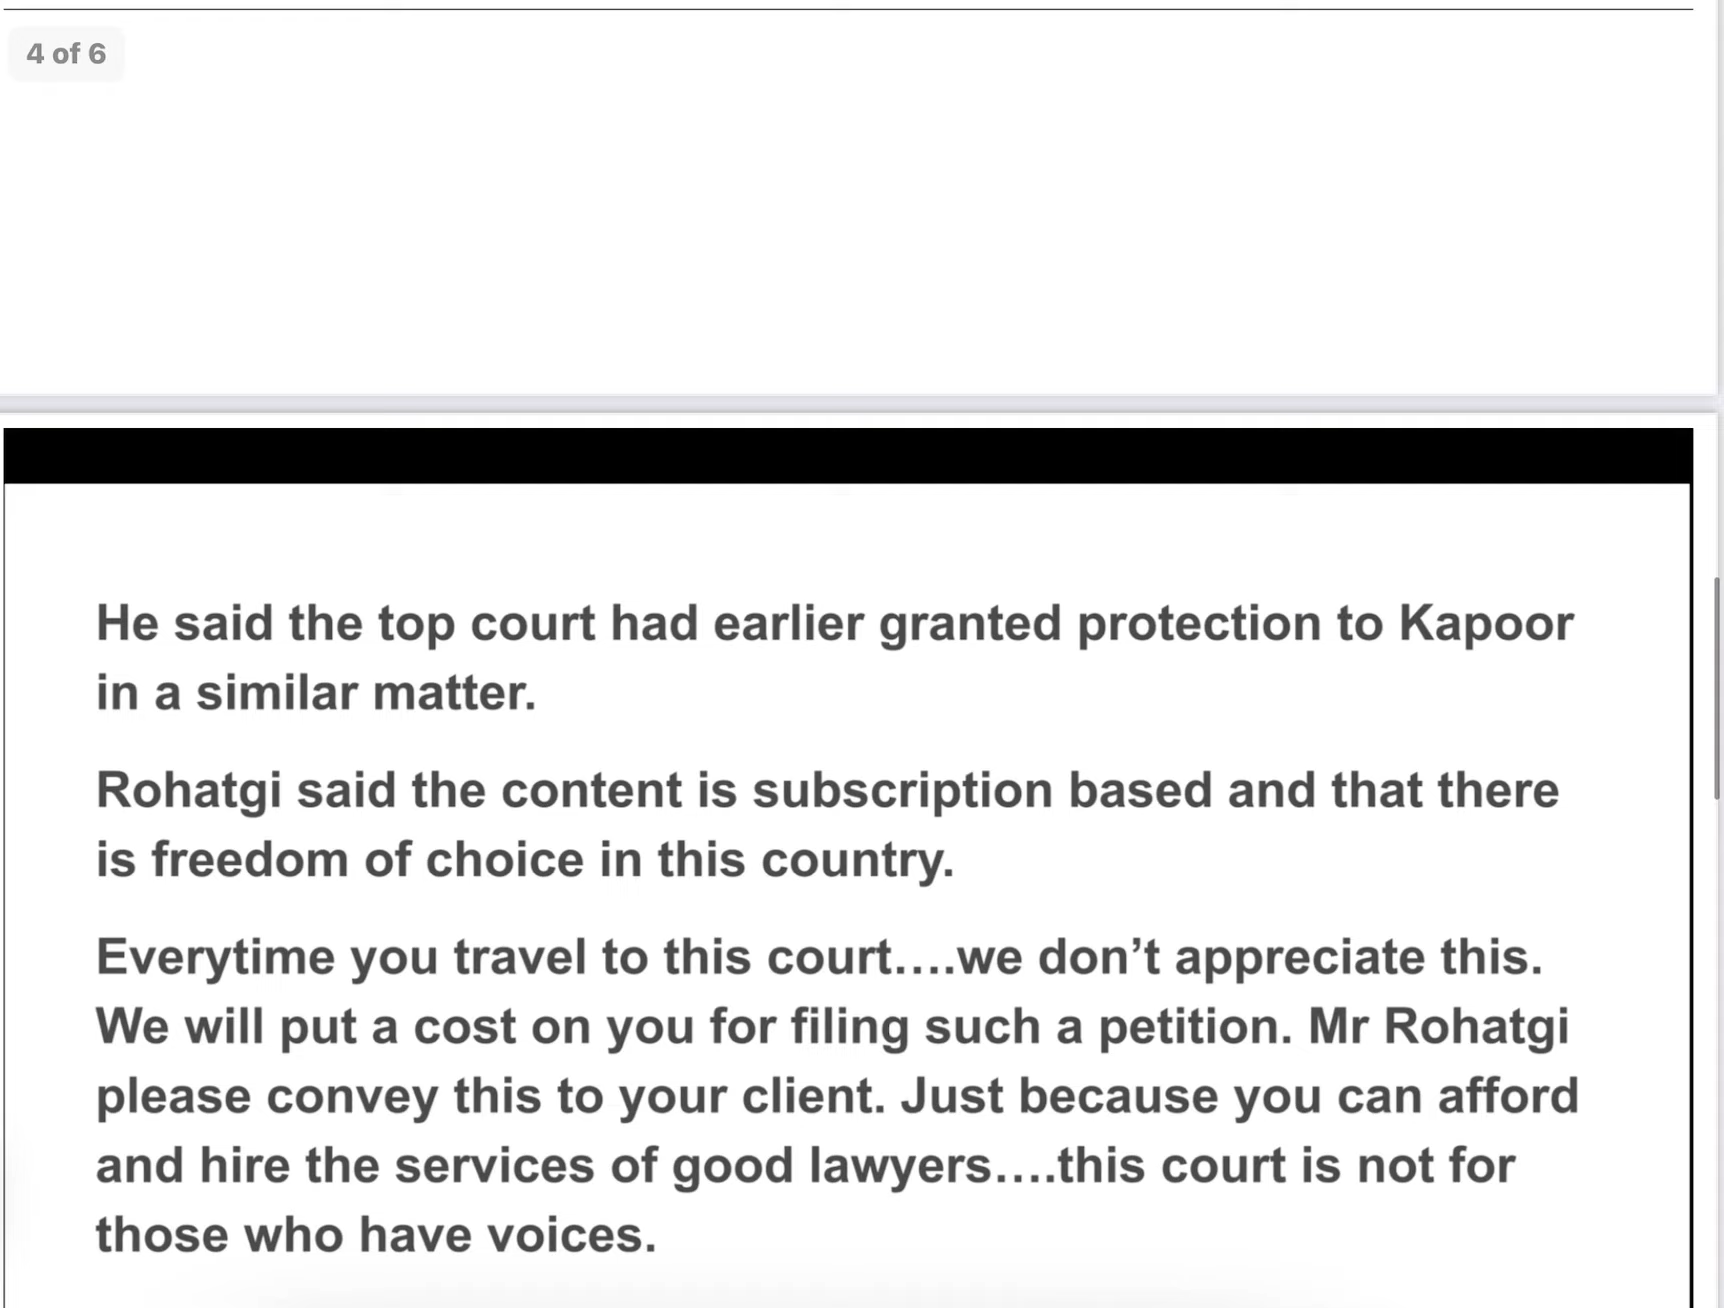 4 of 6
He said the top court had earlier granted protection to Kapoor
in a similar matter.
Rohatgi said the content is subscription based and that there
is freedom of choice in this country.
Everytime you travel to this court....we don’t appreciate this.
We will put a cost on you for filing such a petition. Mr Rohatgi
please convey this to your client. Just because you can afford
and hire the services of good lawyers....this court is not for
those who have voices.